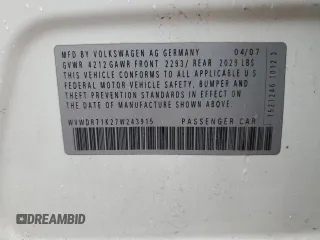 MFD BY VOLKSWAGEN AG GERMANY 04/07
GVWR 4212 GAWR FRONT 2293/ REAR 2028 LBS
THIS VEHICLE CONFORMS TO ALL APPLICABLE U S
FEDERAL MOTOR VEHICLE SAFETY, BUMPER AND
THEFT PREVENTION STANDARDS IN EFFECT ON THE
DATE OF MANUFACTURE SHOWN ABOVE
WVWDR71K27W243915 PASSENGER CAR
DREAMBID